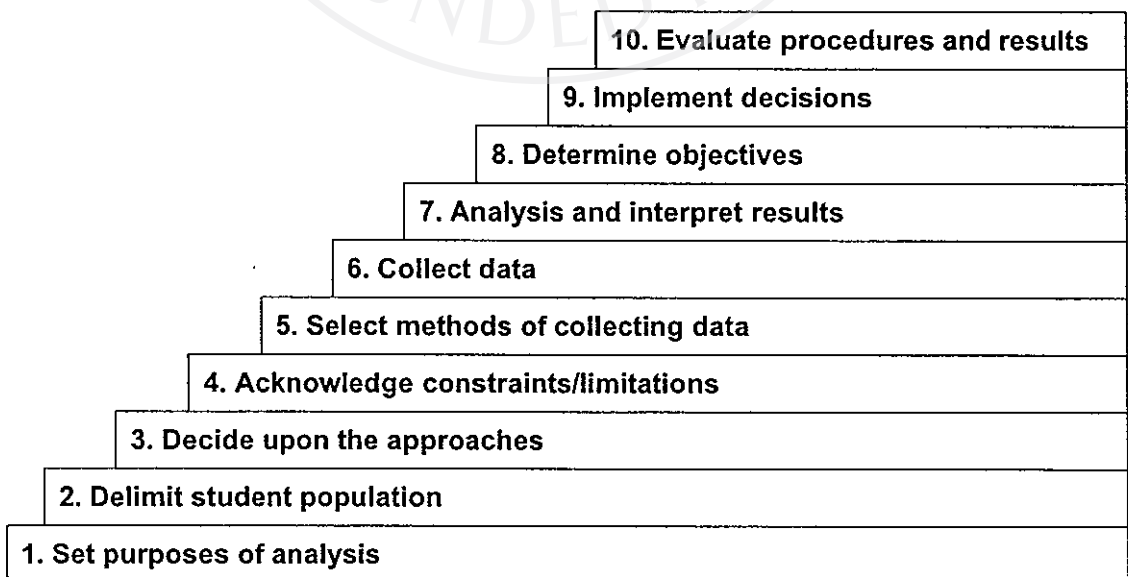 10. Evaluate procedures and results
9. Implement decisions
8. Determine objectives
7. Analysis and interpret results
6. Collect data
5. Select methods of collecting data
4. Acknowledge constraints/limitations
3. Decide upon the approaches
2. Delimit student population
1. Set purposes of analysis